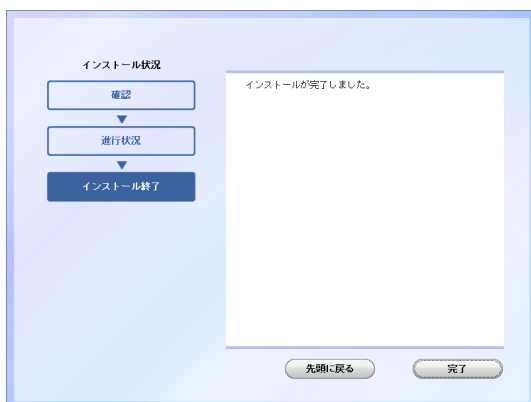 インストール状況
確認
進行状況
インストール終了
インストールが完了しました。
先頭に戻る
完了